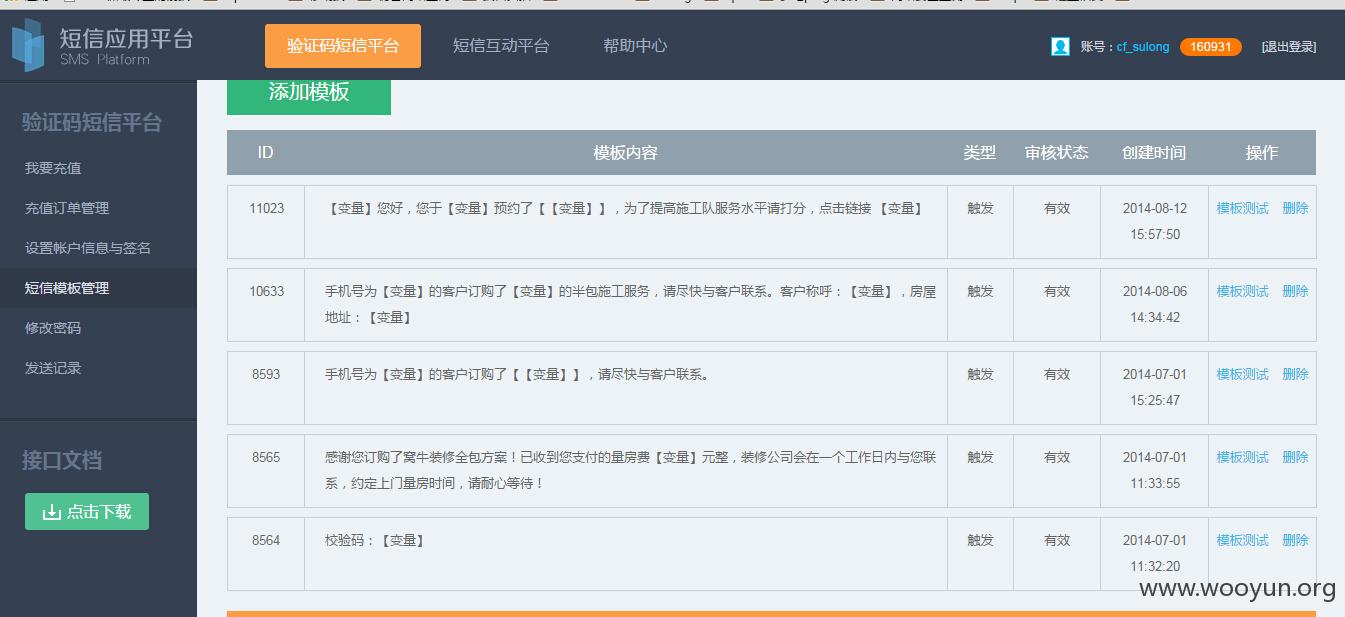 短信应用平台
SMS Platform
验证码短信平台
短信互动平台
帮助中心
账号：cf_sulong
160931
[退出登录]
验证码短信平台
我要充值
充值订单管理
设置帐户信息与签名
短信模板管理
修改密码
发送记录
接口文档
点击下载
添加模板
ID 模板内容 类型 审核状态 创建时间 操作
11023 【变量】您好，您于【变量】预约了【【变量】】，为了提高施工队服务水平请打分，点击链接 【变量】 触发 有效 2014-08-12 模板测试 删除
15:57:50
10633 手机号为【变量】的客户订购了【变量】的半包施工服务，请尽快与客户联系。客户称呼：【变量】，房屋 触发 有效 2014-08-06 模板测试 删除
地址：【变量】 14:34:42
8593 手机号为【变量】的客户订购了【【变量】】，请尽快与客户联系。 触发 有效 2014-07-01 模板测试 删除
15:25:47
8565 感谢您订购了窝牛装修全包方案！已收到您支付的量房费【变量】元整，装修公司会在一个工作日内与您联 触发 有效 2014-07-01 模板测试 删除
系，约定上门量房时间，请耐心等待！ 11:33:55
8564 校验码：【变量】 触发 有效 2014-07-01 模板测试 删除
11:32:20
www.wooyun.org